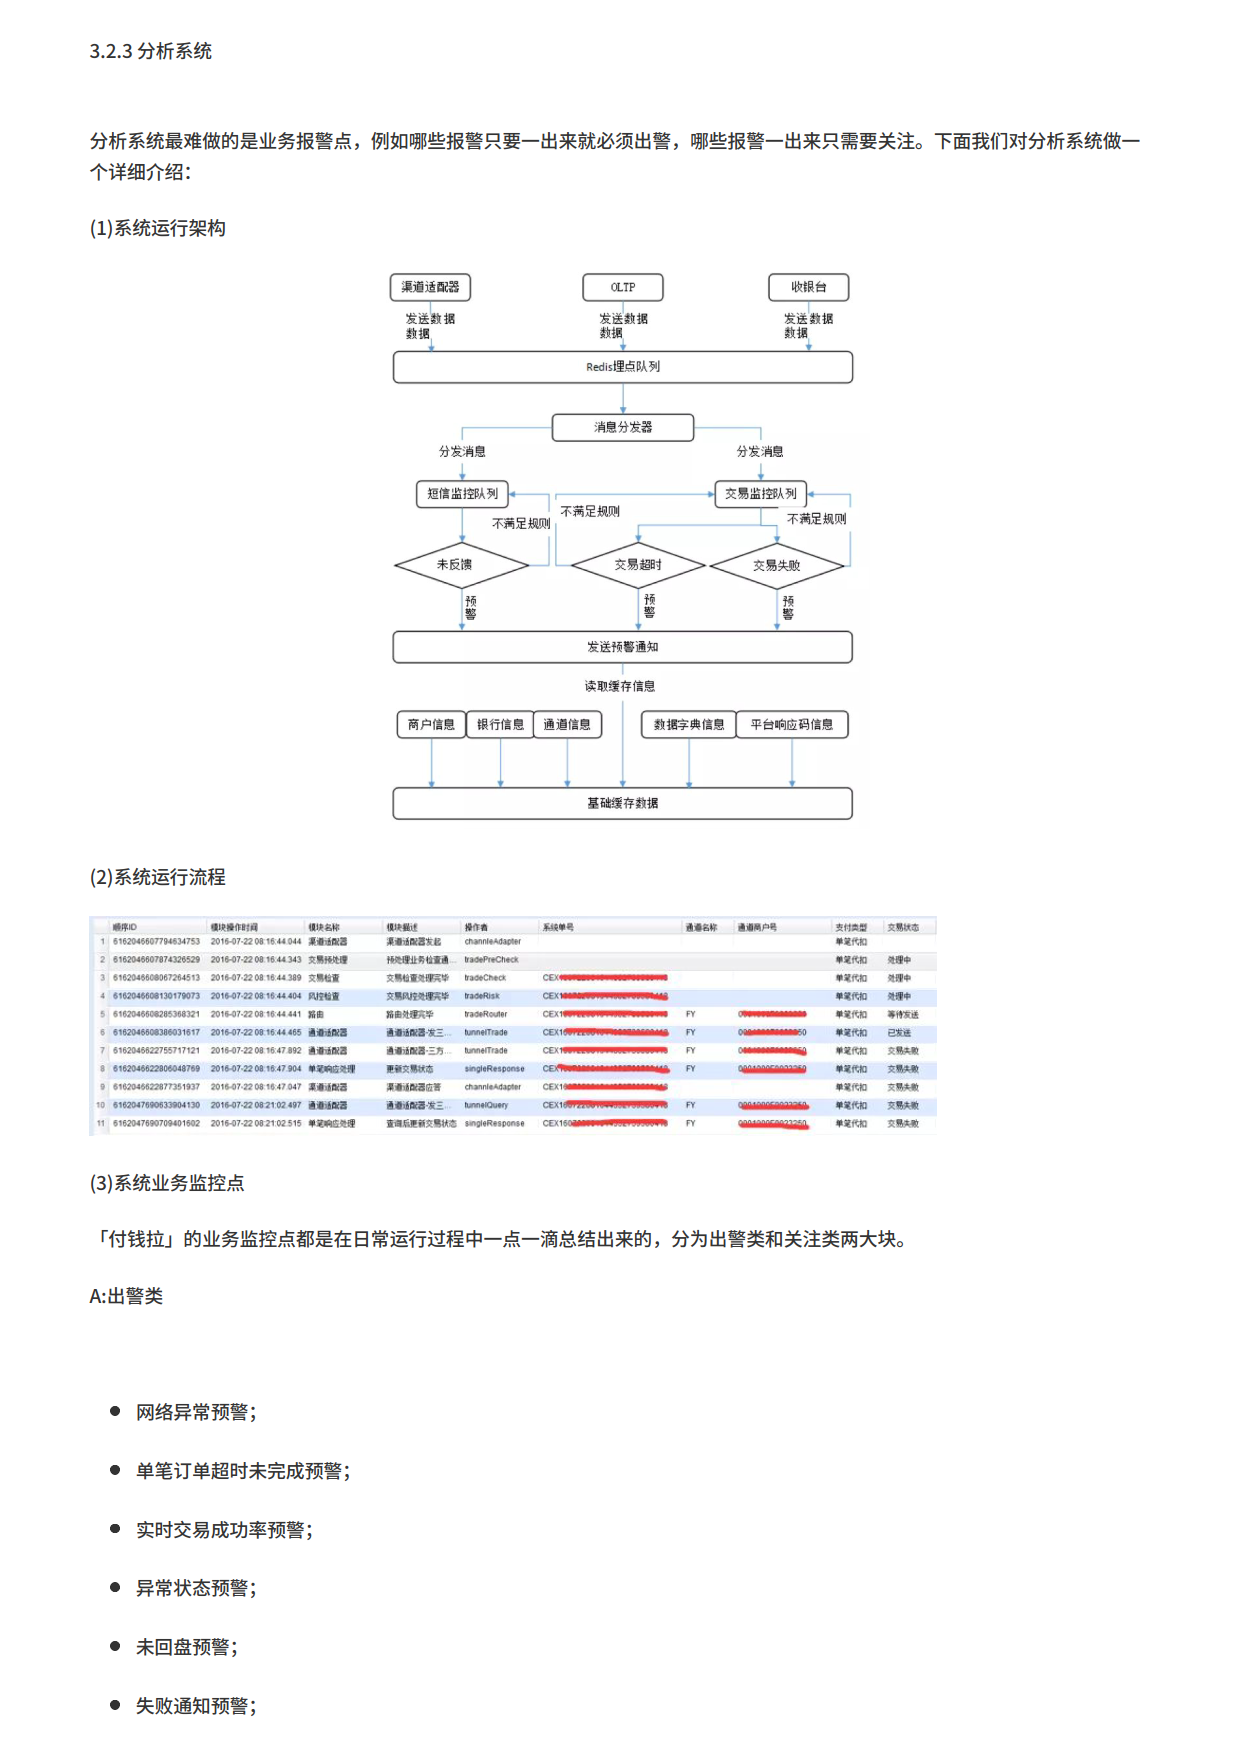 3.2.3 分析系统
分析系统最难做的是业务报警点，例如哪些报警只要一出来就必须出警，哪些报警一出来只需要关注。下面我们对分析系统做一
个详细介绍：
(1)系统运行架构
渠道适配器 OLTP 收银台
发送数据 发送数据 发送数据
数据 数据 数据
Redis埋点队列
消息分发器
分发消息 分发消息
短信监控队列 交易监控队列
不满足规则 不满足规则 不满足规则
未反馈 交易超时 交易失败
预 预 预
警 警 警
发送预警通知
读取缓存信息
商户信息 银行信息 通道信息 数据字典信息 平台响应码信息
基础缓存数据
(2)系统运行流程
顺序ID 模块操作时间 模块名称 模块描述 操作者 系统单号 通道名称 通道商户号 支付类型 交易状态
1 6162046607794634753 2016-07-22 08:16:44.044 渠道适配器 渠道适配器发起 channleAdapter 单笔代扣
2 6162046607874326529 2016-07-22 08:16:44.343 交易预处理 预处理业务检查通... tradePreCheck 单笔代扣 处理中
3 6162046608067264513 2016-07-22 08:16:44.389 交易检查 交易检查处理完毕 tradeCheck CEX 单笔代扣 处理中
4 6162046608130179073 2016-07-22 08:16:44.404 风控检查 交易风控处理完毕 tradeRisk CEX 单笔代扣 处理中
5 6162046608285368321 2016-07-22 08:16:44.441 路由 路由处理完毕 tradeRouter CEX FY 单笔代扣 等待发送
6 6162046608386031617 2016-07-22 08:16:44.465 通道适配器 通道适配器-发三... tunnelTrade CEX FY 单笔代扣 已发送
7 6162046622755717121 2016-07-22 08:16:47.892 通道适配器 通道适配器-三方... tunnelTrade CEX FY 单笔代扣 交易失败
8 6162046622806048769 2016-07-22 08:16:47.904 单笔响应处理 更新交易状态 singleResponse CEX FY 单笔代扣 交易失败
9 6162046622877351937 2016-07-22 08:16:47.047 渠道适配器 渠道适配器应答 channleAdapter CEX 单笔代扣 交易失败
10 6162047690633904130 2016-07-22 08:21:02.497 通道适配器 通道适配器-发三... tunnelQuery CEX FY 单笔代扣 交易失败
11 6162047690709401602 2016-07-22 08:21:02.515 单笔响应处理 查询后更新交易状态 singleResponse CEX FY 单笔代扣 交易失败
(3)系统业务监控点
「付钱拉」的业务监控点都是在日常运行过程中一点一滴总结出来的，分为出警类和关注类两大块。
A:出警类
网络异常预警；
单笔订单超时未完成预警；
实时交易成功率预警；
异常状态预警；
未回盘预警；
失败通知预警；